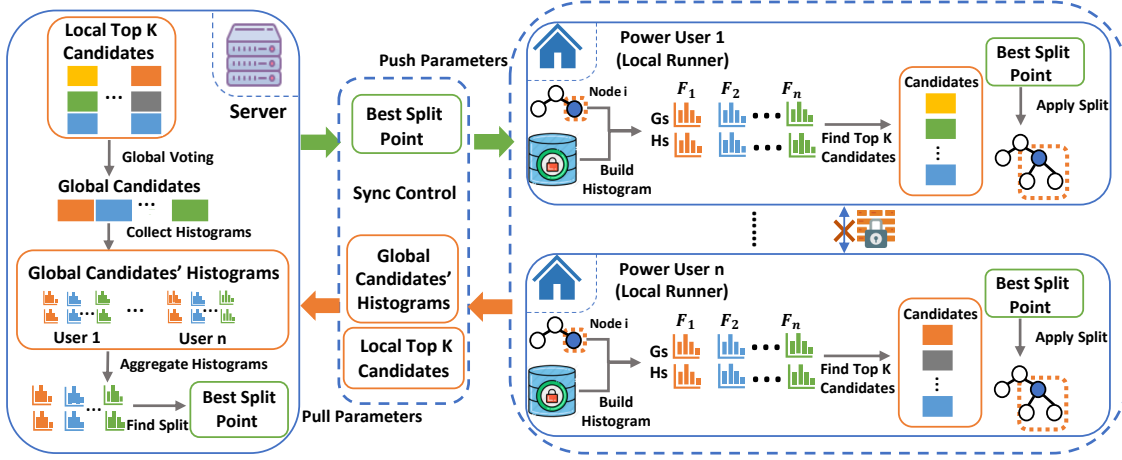 Local Top K
Candidates
...
Server
Global Voting
Global Candidates
...
Collect Histograms
Global Candidates' Histograms
... ... ...
User 1
User n
Aggregate Histograms
...
Find Split
Best Split
Point
Push Parameters
Best Split
Point
Sync Control
Global
Candidates'
Histograms
Local Top K
Candidates
Pull Parameters
Power User 1
(Local Runner)
Node i
Build
Histogram
F1 F2 Fn
Gs
Hs
...
...
Find Top K
Candidates
Candidates
...
Best Split
Point
Apply Split
......
Power User n
(Local Runner)
Node i
Build
Histogram
F1 F2 Fn
Gs
Hs
...
...
Find Top K
Candidates
Candidates
...
Best Split
Point
Apply Split